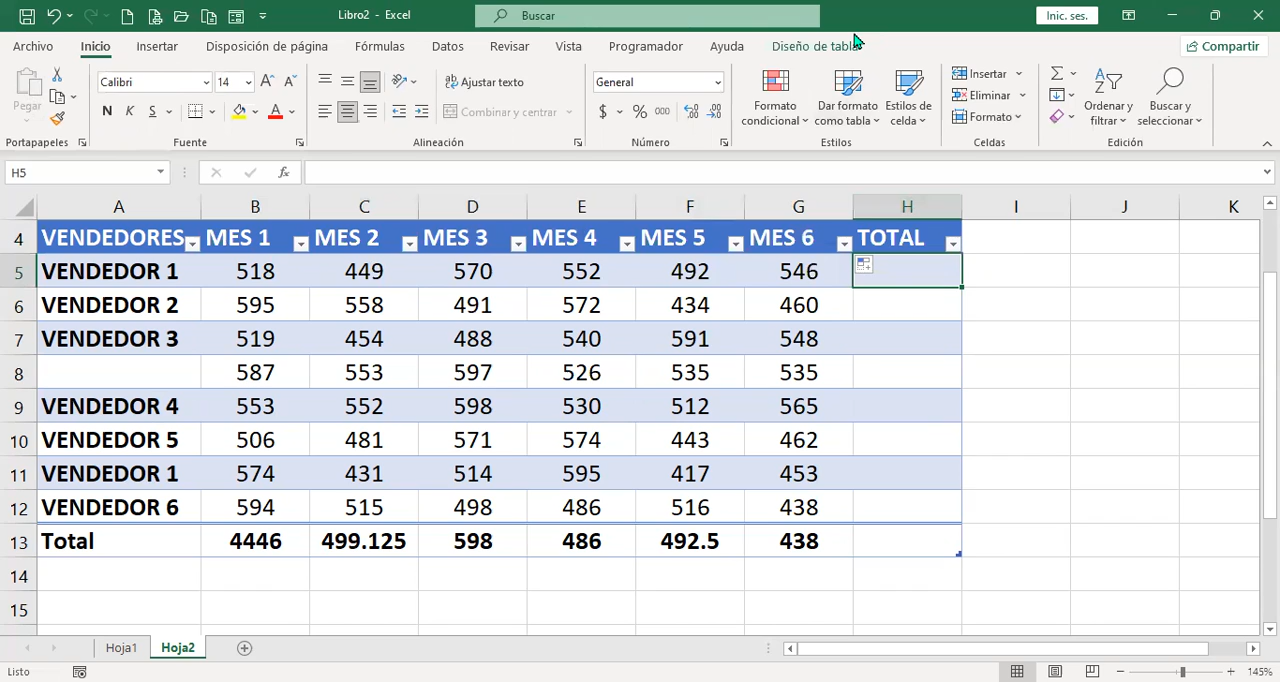 Libro2 - Excel
Buscar
Inic. ses.
Archivo Inicio Insertar Disposición de página Fórmulas Datos Revisar Vista Programador Ayuda Diseño de tabla
Compartir
Pegar
Calibri 14
Ajustar texto
General
N K S
Combinar y centrar
$ % 000
Formato condicional
Dar formato como tabla
Estilos de celda
Insertar
Eliminar
Formato
Ordenar y filtrar
Buscar y seleccionar
Portapapeles Fuente Alineación Número Estilos Celdas Edición
H5
fx
A B C D E F G H I J K
4 VENDEDORES MES 1 MES 2 MES 3 MES 4 MES 5 MES 6 TOTAL
5 VENDEDOR 1 518 449 570 552 492 546
6 VENDEDOR 2 595 558 491 572 434 460
7 VENDEDOR 3 519 454 488 540 591 548
8 587 553 597 526 535 535
9 VENDEDOR 4 553 552 598 530 512 565
10 VENDEDOR 5 506 481 571 574 443 462
11 VENDEDOR 1 574 431 514 595 417 453
12 VENDEDOR 6 594 515 498 486 516 438
13 Total 4446 499.125 598 486 492.5 438
14
15
Hoja1 Hoja2
Listo
145%